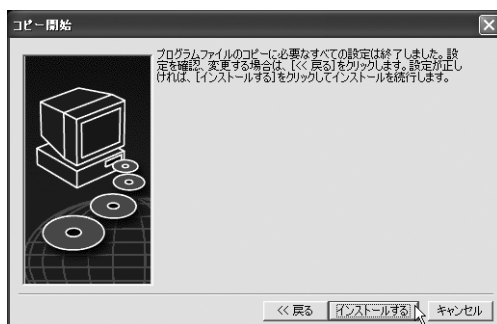 コピー開始
プログラムファイルのコピーに必要なすべての設定は終了しました。設
定を確認、変更する場合は、[<< 戻る]をクリックします。設定が正し
ければ、[インストールする]をクリックしてインストールを続行します。
<< 戻る インストールする キャンセル